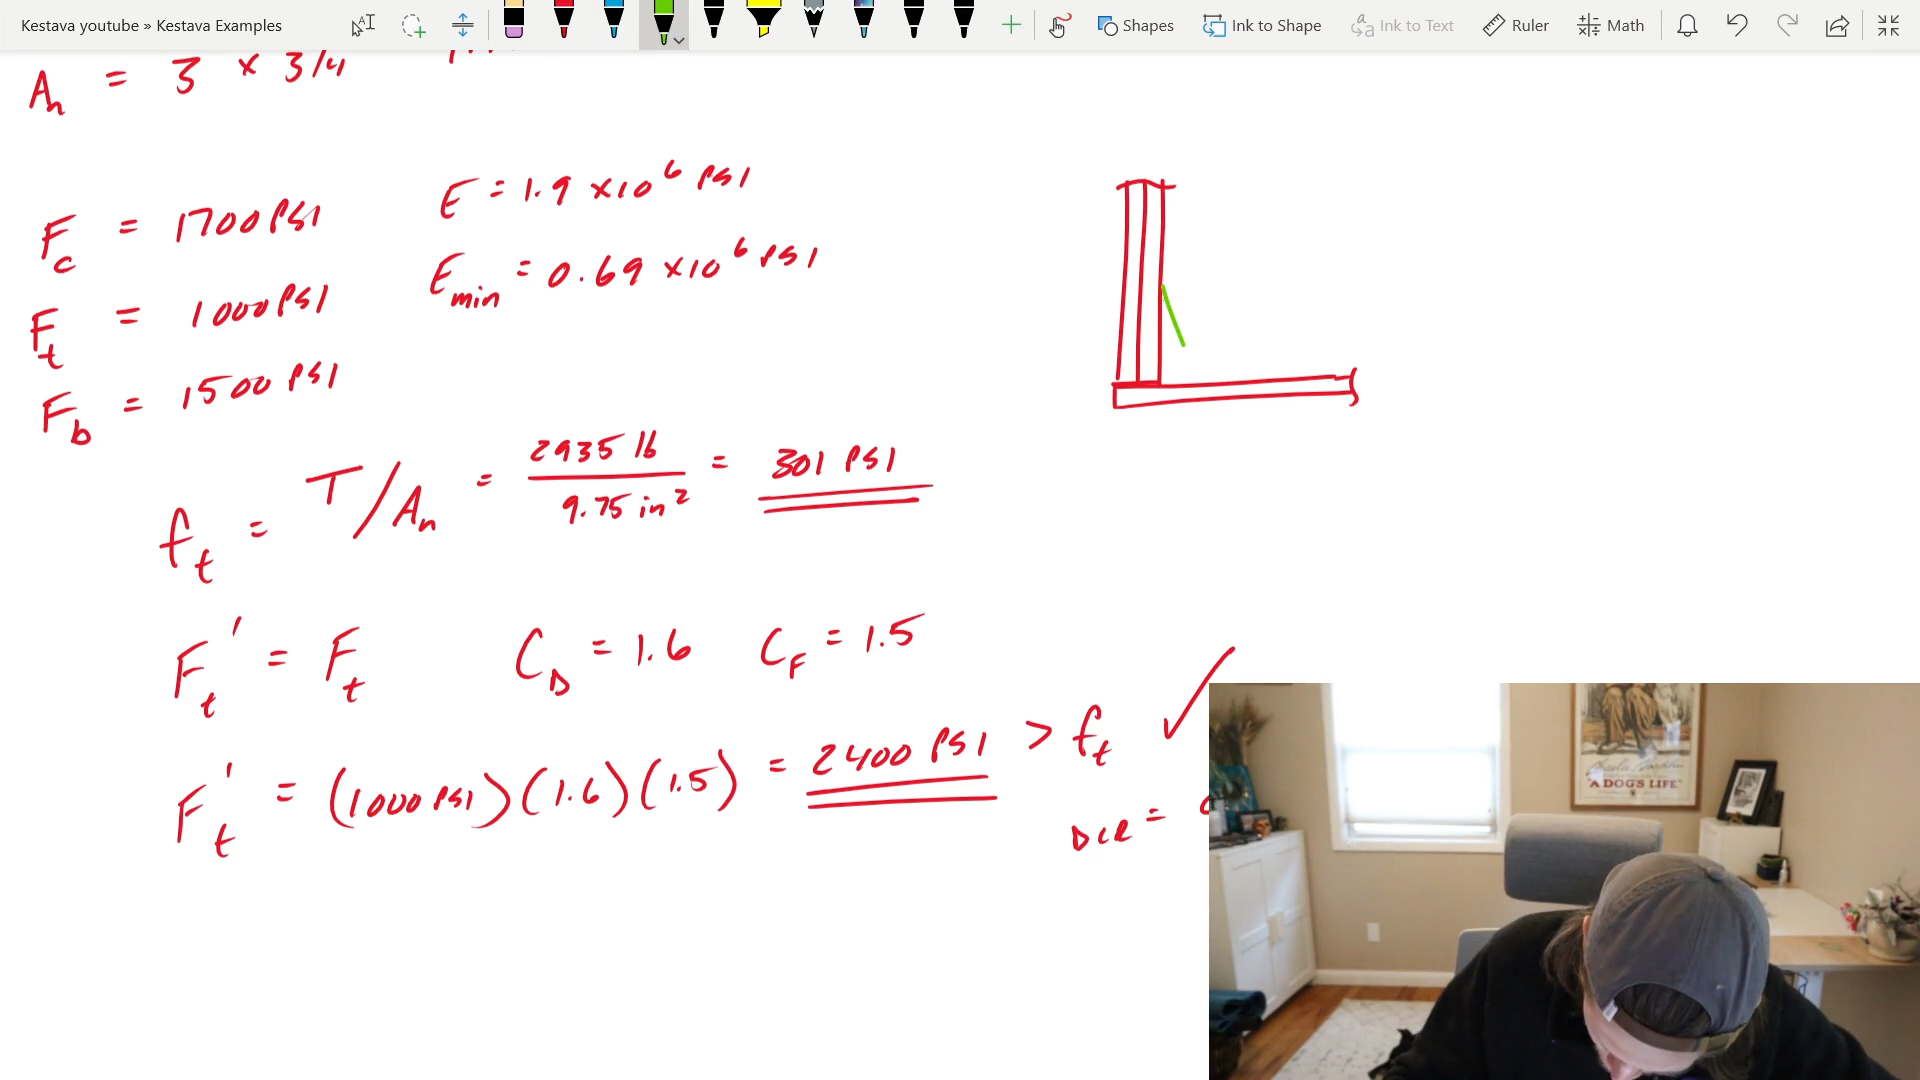 Kestava youtube » Kestava Examples
Shapes Ink to Shape Ink to Text Ruler Math
An = 3 × 3 1/4
Fc = 1700 PSI E = 1.9 ×10^6 PSI
Ft = 1000 PSI Emin = 0.69 ×10^6 PSI
Fb = 1500 PSI
ft = T/An = 2935 lb / 9.75 in² = 301 PSI
Ft' = Ft CD = 1.6 CF = 1.5
Ft' = (1000 PSI)(1.6)(1.5) = 2400 PSI > ft ✓
DCR =
"A DOG'S LIFE"